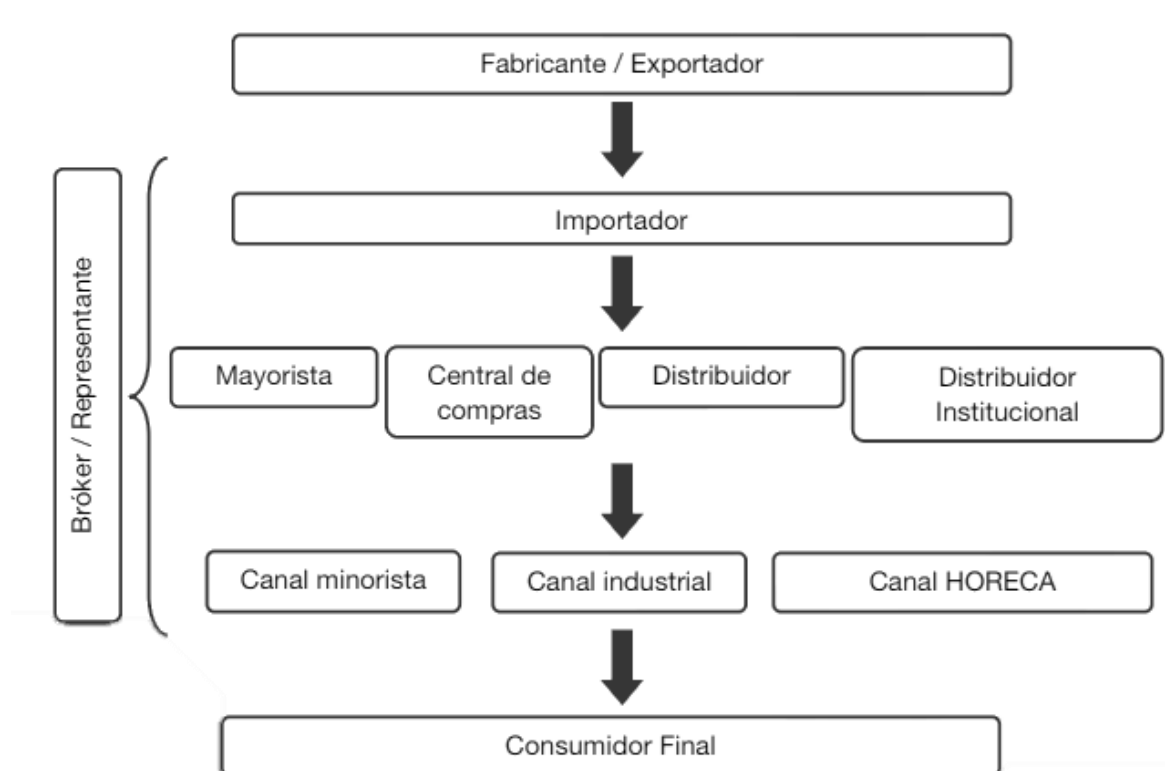 Fabricante / Exportador
Importador
Bróker / Representante
Mayorista
Central de
compras
Distribuidor
Distribuidor
Institucional
Canal minorista
Canal industrial
Canal HORECA
Consumidor Final